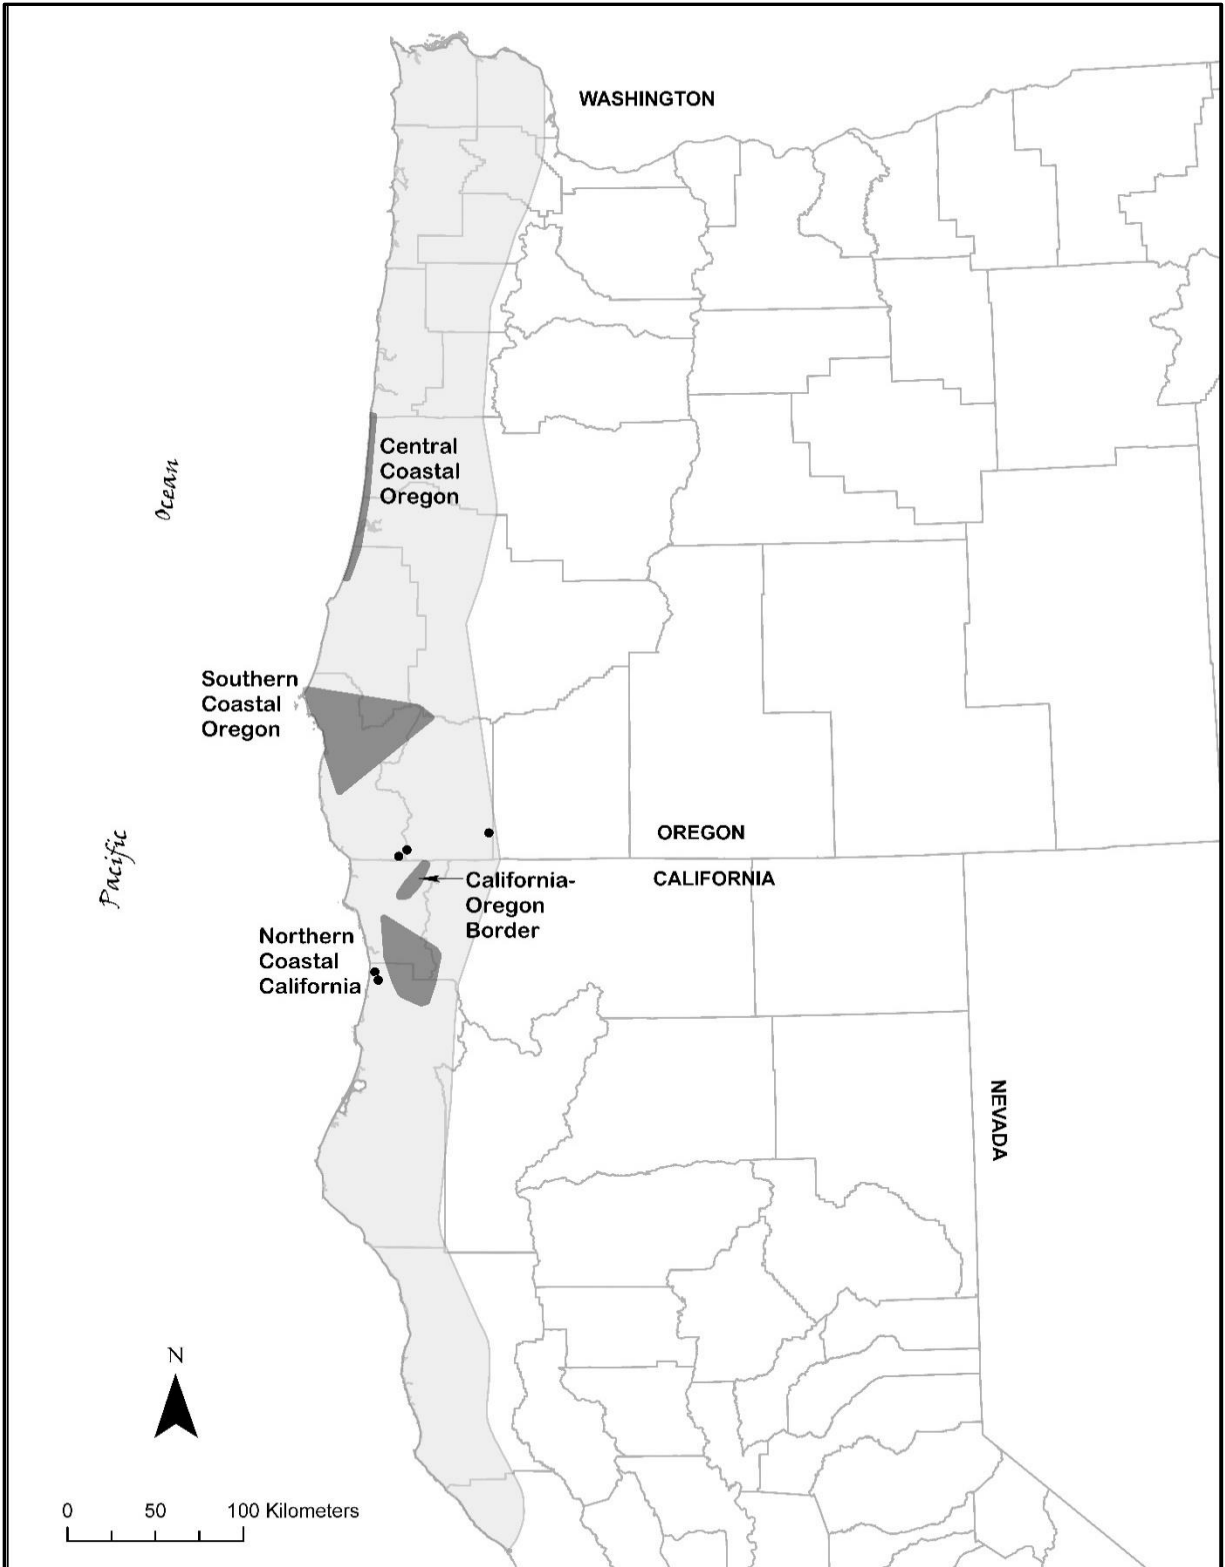 WASHINGTON
Central
Coastal
Oregon
Ocean
Southern
Coastal
Oregon
OREGON
Pacific
CALIFORNIA
California-
Oregon
Border
Northern
Coastal
California
NEVADA
N
0 50 100 Kilometers